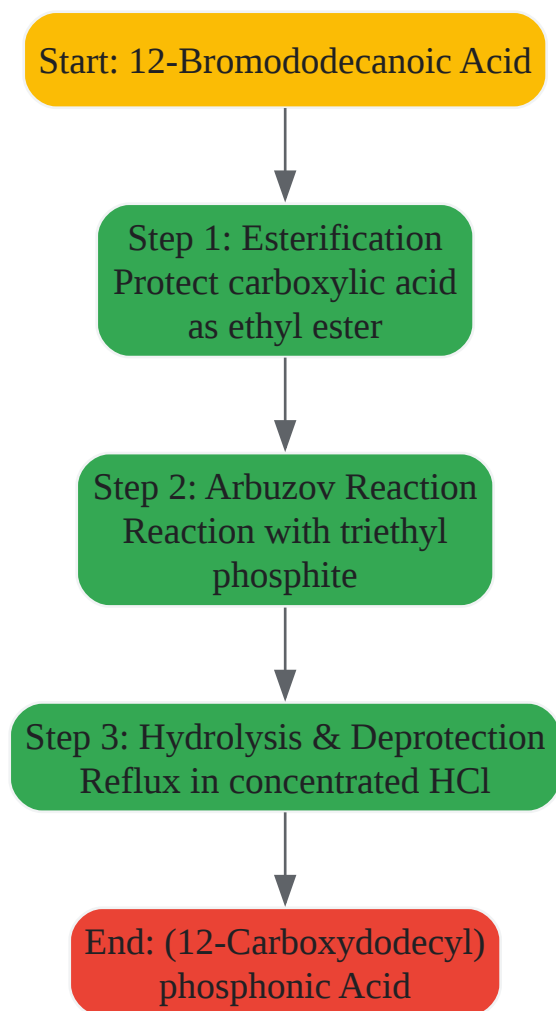 Start: 12-Bromododecanoic Acid
Step 1: Esterification
Protect carboxylic acid
as ethyl ester
Step 2: Arbuzov Reaction
Reaction with triethyl
phosphite
Step 3: Hydrolysis & Deprotection
Reflux in concentrated HCl
End: (12-Carboxydodecyl)
phosphonic Acid